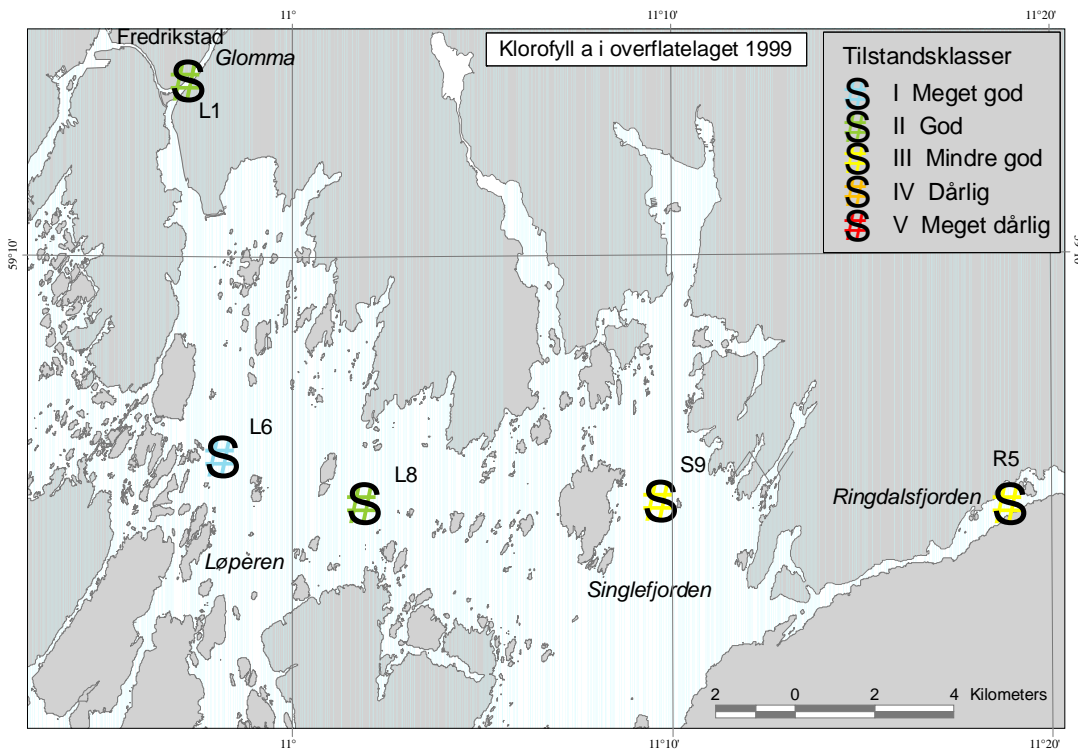 11°
11°10'
11°20'
Fredrikstad
Glomma
L1
Klorofyll a i overflatelaget 1999
Tilstandsklasser
S I Meget god
S II God
S III Mindre god
S IV Dårlig
S V Meget dårlig
59°10'
59°10'
S
L6
S
L8
S
S9
S
R5
S
Ringdalsfjorden
Løperen
Singlefjorden
2 0 2 4 Kilometers
11°
11°10'
11°20'